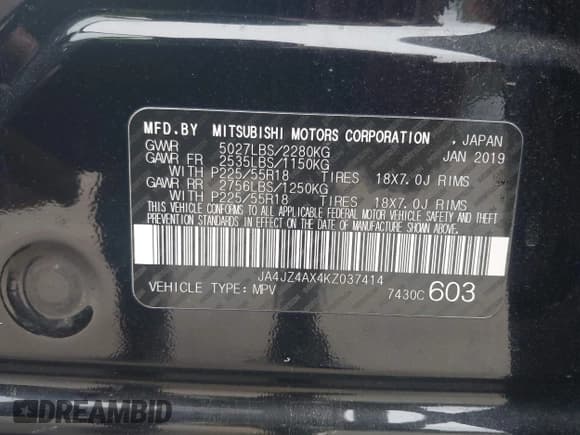 MFD.BY MITSUBISHI MOTORS CORPORATION , JAPAN
GVWR 5027LBS/2280KG JAN 2019
GAWR FR 2535LBS/1150KG
WITH P225/55R18 TIRES 18X7.0J RIMS
GAWR RR 2756LBS/1250KG
WITH P225/55R18 TIRES 18X7.0J RIMS
THIS VEHICLE CONFORMS TO ALL APPLICABLE FEDERAL MOTOR VEHICLE SAFETY AND THEFT
PREVENTION STANDARDS IN EFFECT ON THE DATE OF MANUFACTURE SHOWN ABOVE.
JA4JZ4AX4KZ037414
VEHICLE TYPE:MPV 7430C 603
DREAMBID